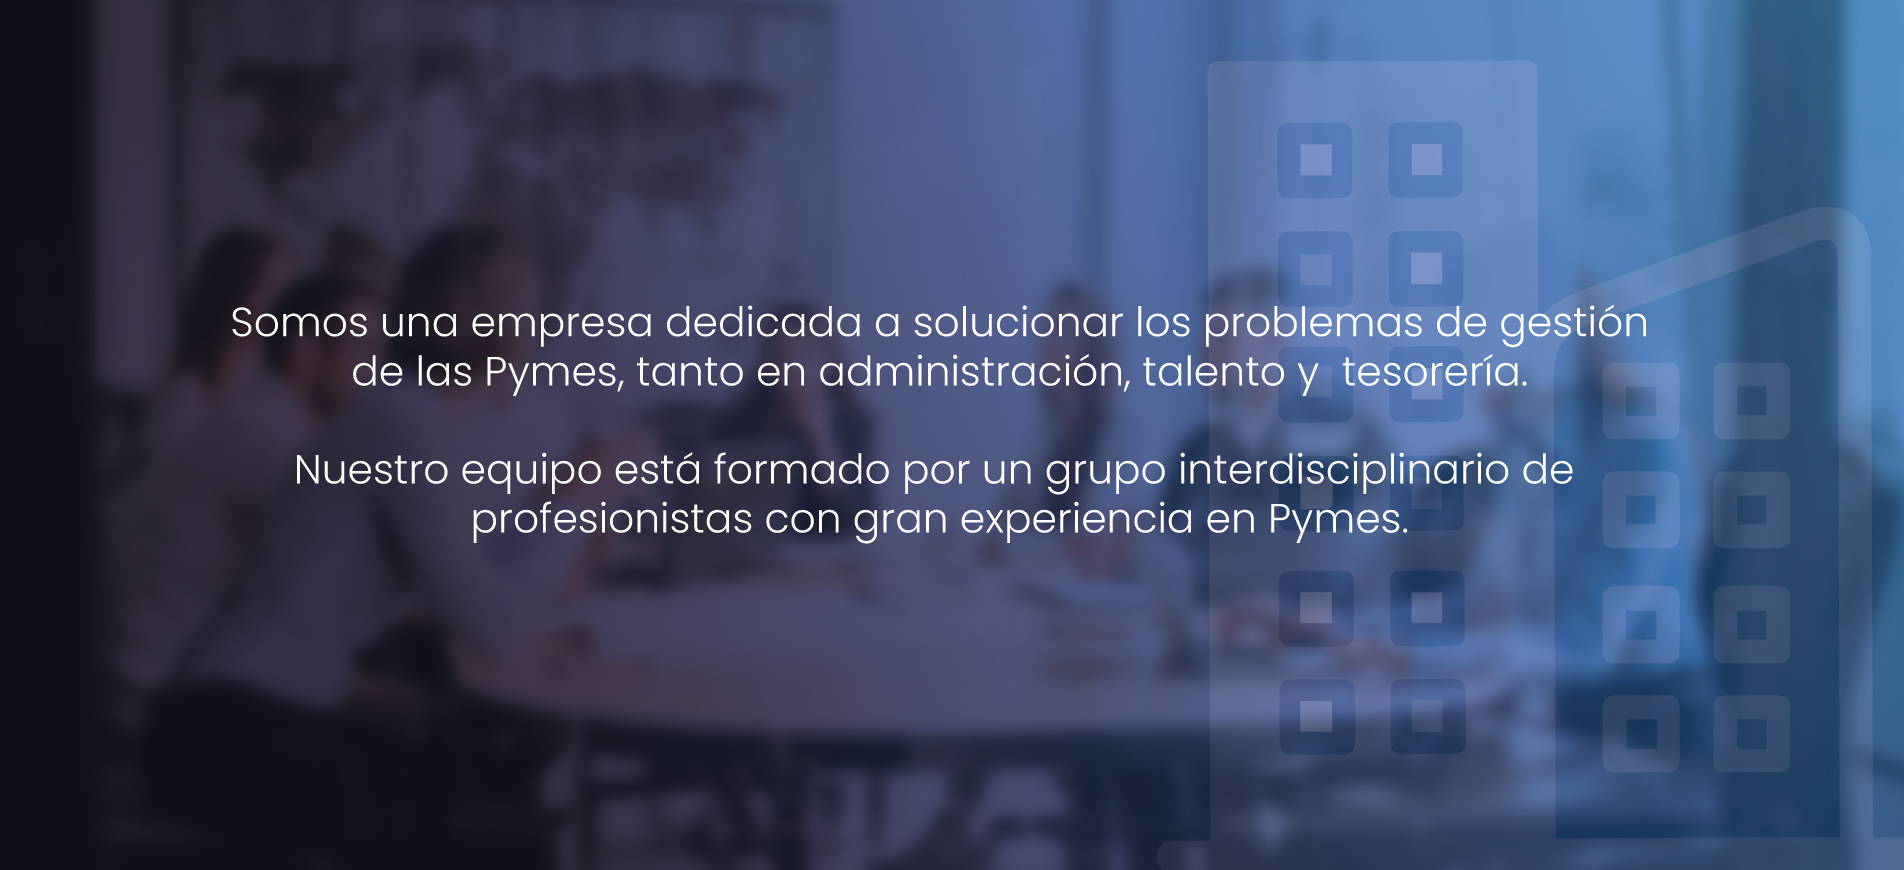 Somos una empresa dedicada a solucionar los problemas de gestión
de las Pymes, tanto en administración, talento y  tesorería.
Nuestro equipo está formado por un grupo interdisciplinario de
profesionistas con gran experiencia en Pymes.